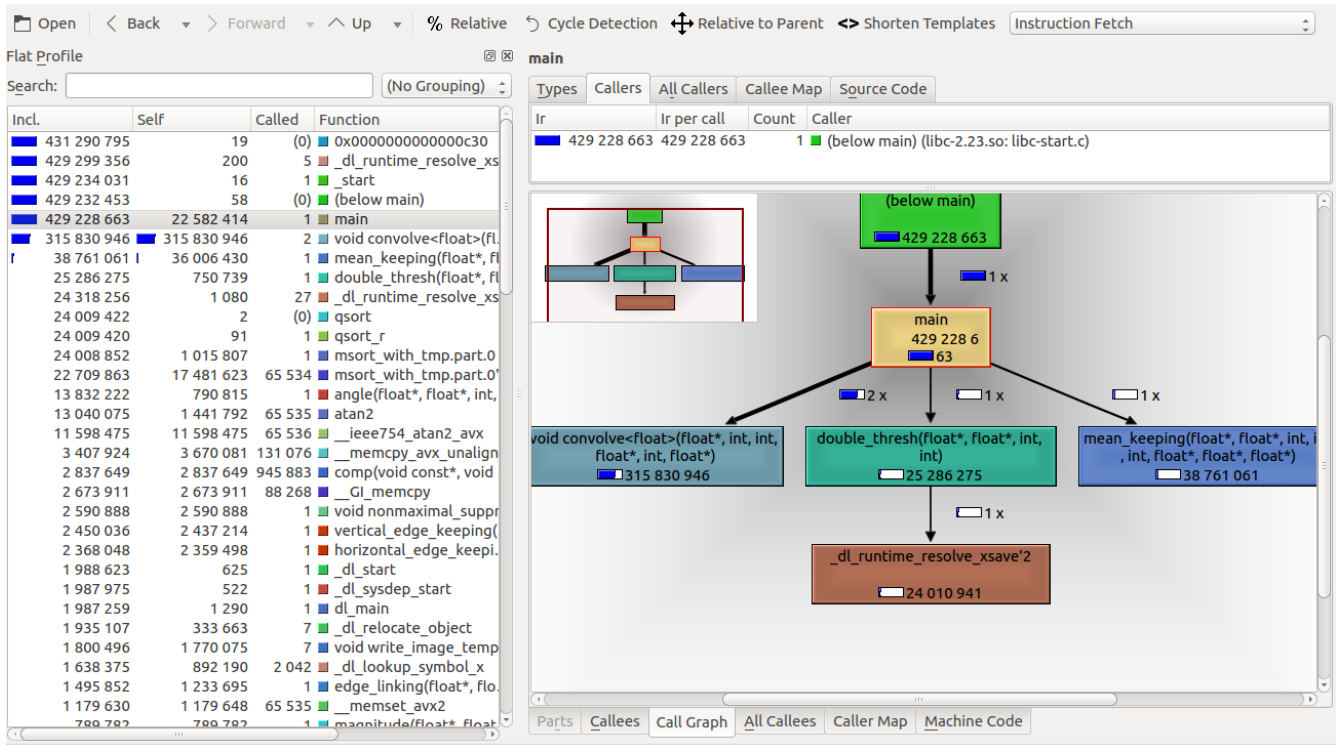 Open Back Forward Up % Relative Cycle Detection Relative to Parent <> Shorten Templates Instruction Fetch
Flat Profile
Search: (No Grouping)
Incl. Self Called Function
431 290 795 19 (0) 0x0000000000000c30
429 299 356 200 5 _dl_runtime_resolve_xs
429 234 031 16 1 _start
429 232 453 58 (0) (below main)
429 228 663 22 582 414 1 main
315 830 946 315 830 946 2 void convolve<float>(fl.
38 761 061 36 006 430 1 mean_keeping(float*, fl
25 286 275 750 739 1 double_thresh(float*, fl
24 318 256 1 080 27 _dl_runtime_resolve_xs
24 009 422 2 (0) qsort
24 009 420 91 1 qsort_r
24 008 852 1 015 807 1 msort_with_tmp.part.0
22 709 863 17 481 623 65 534 msort_with_tmp.part.0'
13 832 222 790 815 1 angle(float*, float*, int,
13 040 075 1 441 792 65 535 atan2
11 598 475 11 598 475 65 536 __ieee754_atan2_avx
3 407 924 3 670 081 131 076 __memcpy_avx_unalign
2 837 649 2 837 649 945 883 comp(void const*, void
2 673 911 2 673 911 88 268 __GI_memcpy
2 590 888 2 590 888 1 void nonmaximal_suppr
2 450 036 2 437 214 1 vertical_edge_keeping(
2 368 048 2 359 498 1 horizontal_edge_keepi.
1 988 623 625 1 _dl_start
1 987 975 522 1 _dl_sysdep_start
1 987 259 1 290 1 dl_main
1 935 107 333 663 7 _dl_relocate_object
1 800 496 1 770 075 7 void write_image_temp
1 638 375 892 190 2 042 _dl_lookup_symbol_x
1 495 852 1 233 695 1 edge_linking(float*, flo.
1 179 630 1 179 648 65 535 __memset_avx2
789 782 789 782 1 magnitude(float*, float
main
Types Callers All Callers Callee Map Source Code
Ir Ir per call Count Caller
429 228 663 429 228 663 1 (below main) (libc-2.23.so: libc-start.c)
(below main)
429 228 663
1 x
main
429 228 6
63
2 x 1 x 1 x
void convolve<float>(float*, int, int,
float*, int, float*)
315 830 946
double_thresh(float*, float*, int,
int)
25 286 275
mean_keeping(float*, float*, int, i
, int, float*, float*, float*)
38 761 061
1 x
_dl_runtime_resolve_xsave'2
24 010 941
Parts Callees Call Graph All Callees Caller Map Machine Code